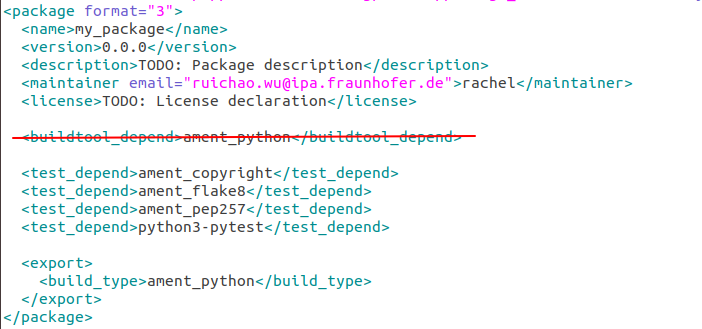 <package format="3">
  <name>my_package</name>
  <version>0.0.0</version>
  <description>TODO: Package description</description>
  <maintainer email="ruichao.wu@ipa.fraunhofer.de">rachel</maintainer>
  <license>TODO: License declaration</license>

  <buildtool_depend>ament_python</buildtool_depend>

  <test_depend>ament_copyright</test_depend>
  <test_depend>ament_flake8</test_depend>
  <test_depend>ament_pep257</test_depend>
  <test_depend>python3-pytest</test_depend>

  <export>
    <build_type>ament_python</build_type>
  </export>
</package>